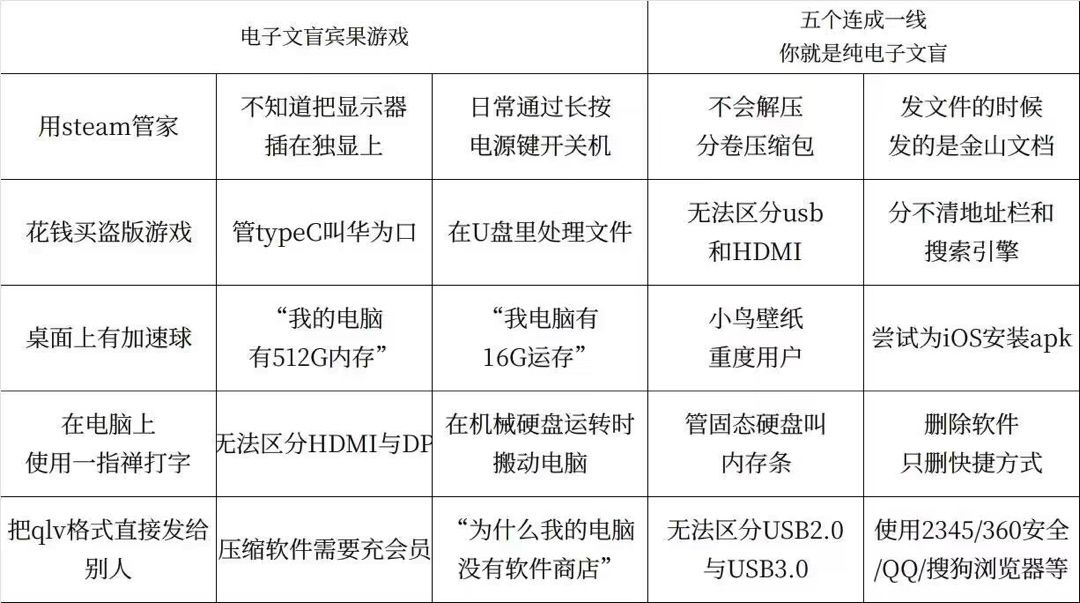 电子文盲宾果游戏
五个连成一线
你就是纯电子文盲
用steam管家
不知道把显示器
插在独显上
日常通过长按
电源键开关机
不会解压
分卷压缩包
发文件的时候
发的是金山文档
花钱买盗版游戏
管typeC叫华为口
在U盘里处理文件
无法区分usb
和HDMI
分不清地址栏和
搜索引擎
桌面上有加速球
“我的电脑
有512G内存”
“我电脑有
16G运存”
小鸟壁纸
重度用户
尝试为iOS安装apk
在电脑上
使用一指禅打字
无法区分HDMI与DP
在机械硬盘运转时
搬动电脑
管固态硬盘叫
内存条
删除软件
只删快捷方式
把qlv格式直接发给
别人
压缩软件需要充会员
“为什么我的电脑
没有软件商店”
无法区分USB2.0
与USB3.0
使用2345/360安全
/QQ/搜狗浏览器等